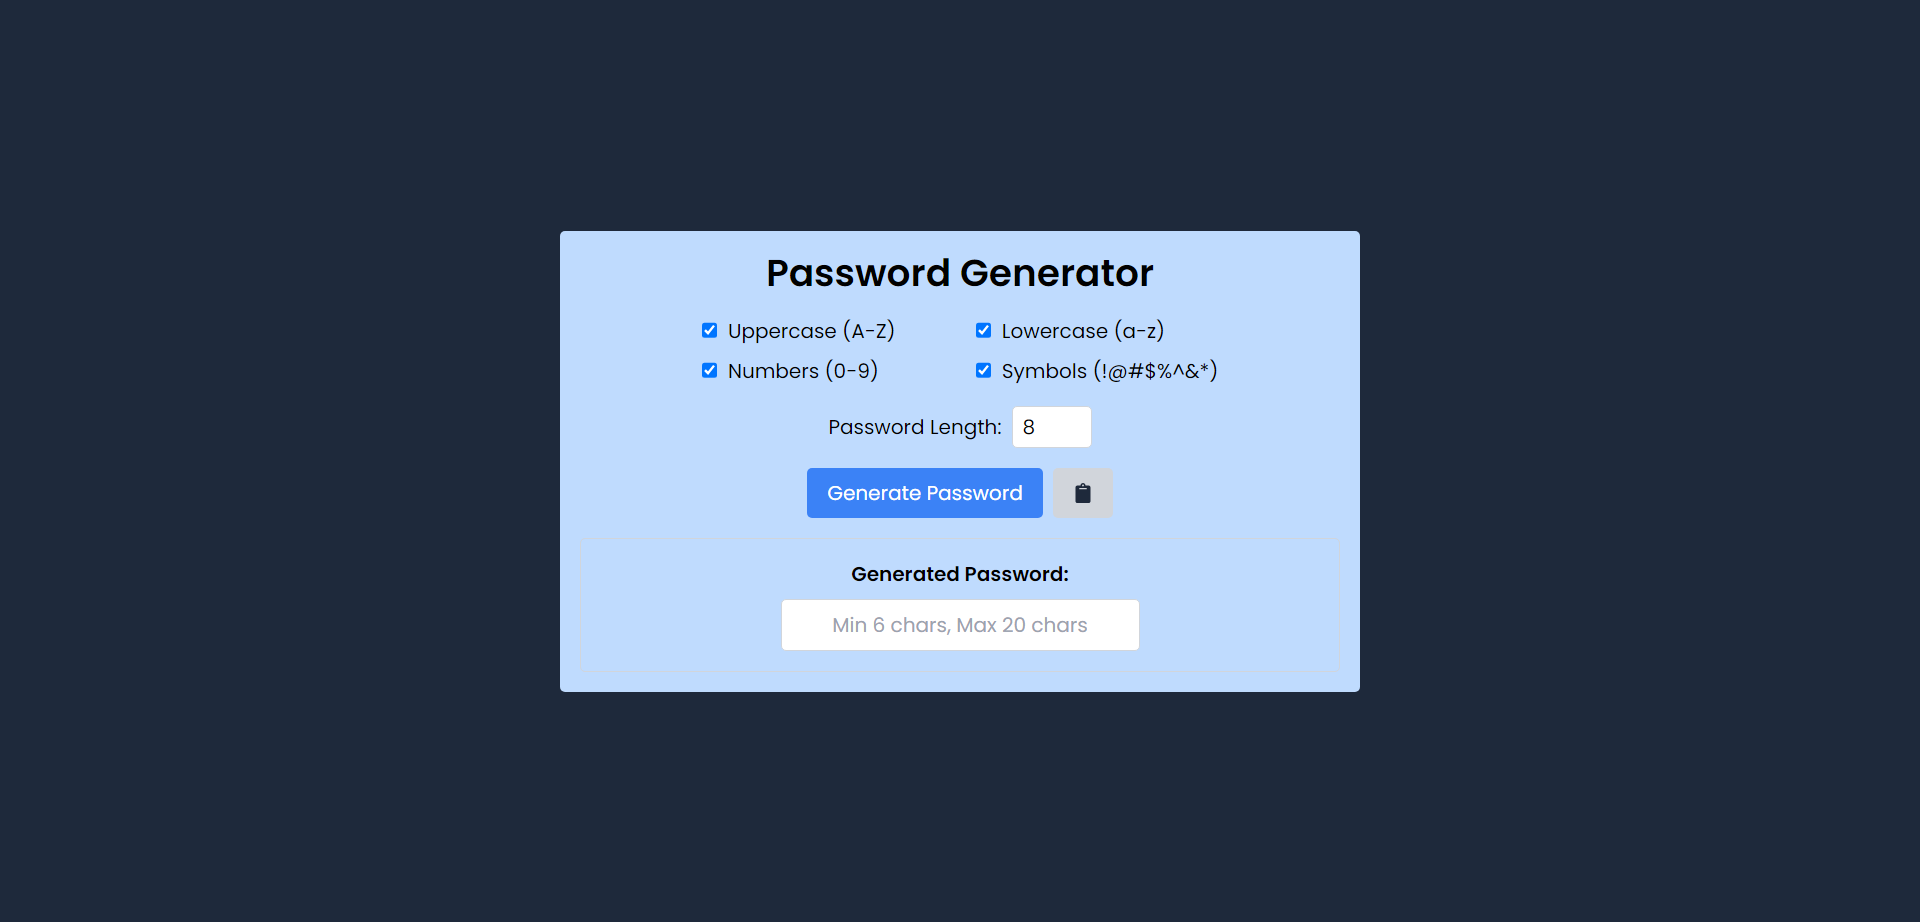 Password Generator
Uppercase (A-Z) Lowercase (a-z)
Numbers (0-9) Symbols (!@#$%^&*)
Password Length: 8
Generate Password
Generated Password:
Min 6 chars, Max 20 chars